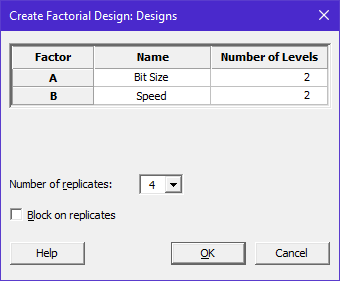 Create Factorial Design: Designs
Factor Name Number of Levels
A Bit Size 2
B Speed 2
Number of replicates: 4
Block on replicates
Help OK Cancel